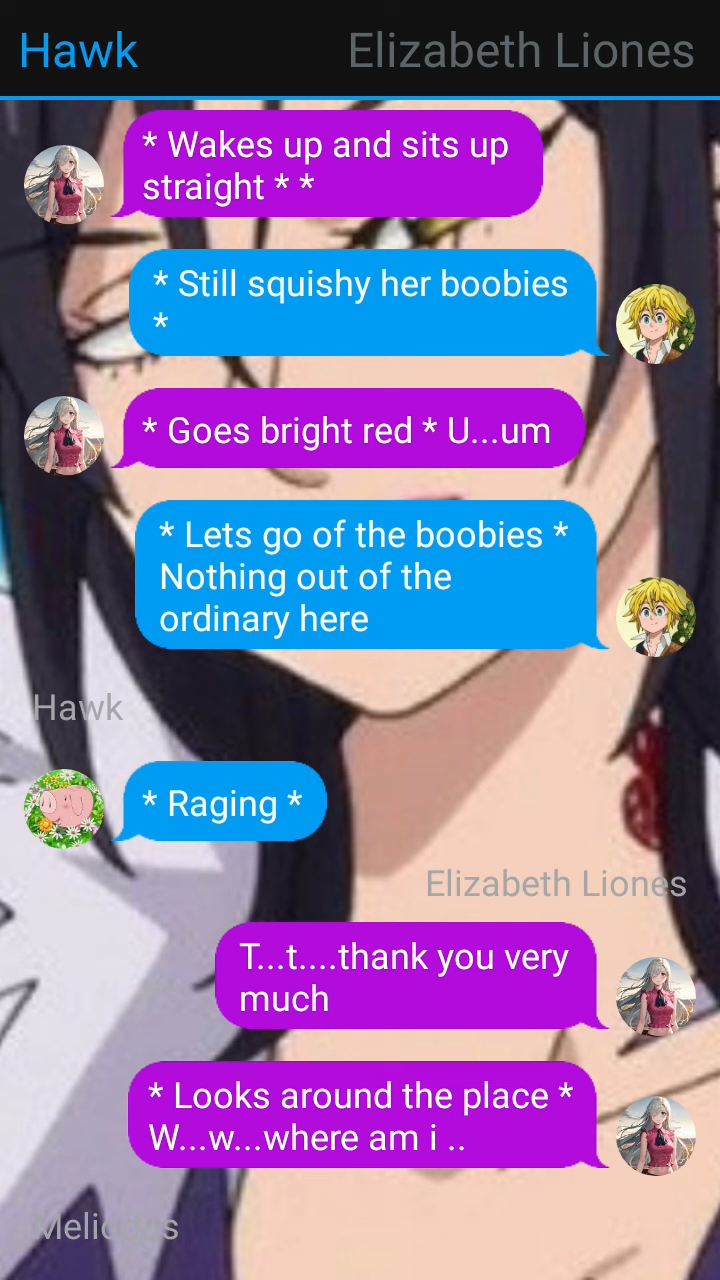 Hawk
Elizabeth Liones
* Wakes up and sits up
straight * *
* Still squishy her boobies
*
* Goes bright red * U...um
* Lets go of the boobies *
Nothing out of the
ordinary here
Hawk
* Raging *
Elizabeth Liones
T...t....thank you very
much
* Looks around the place *
W...w...where am i ..
Meliodas